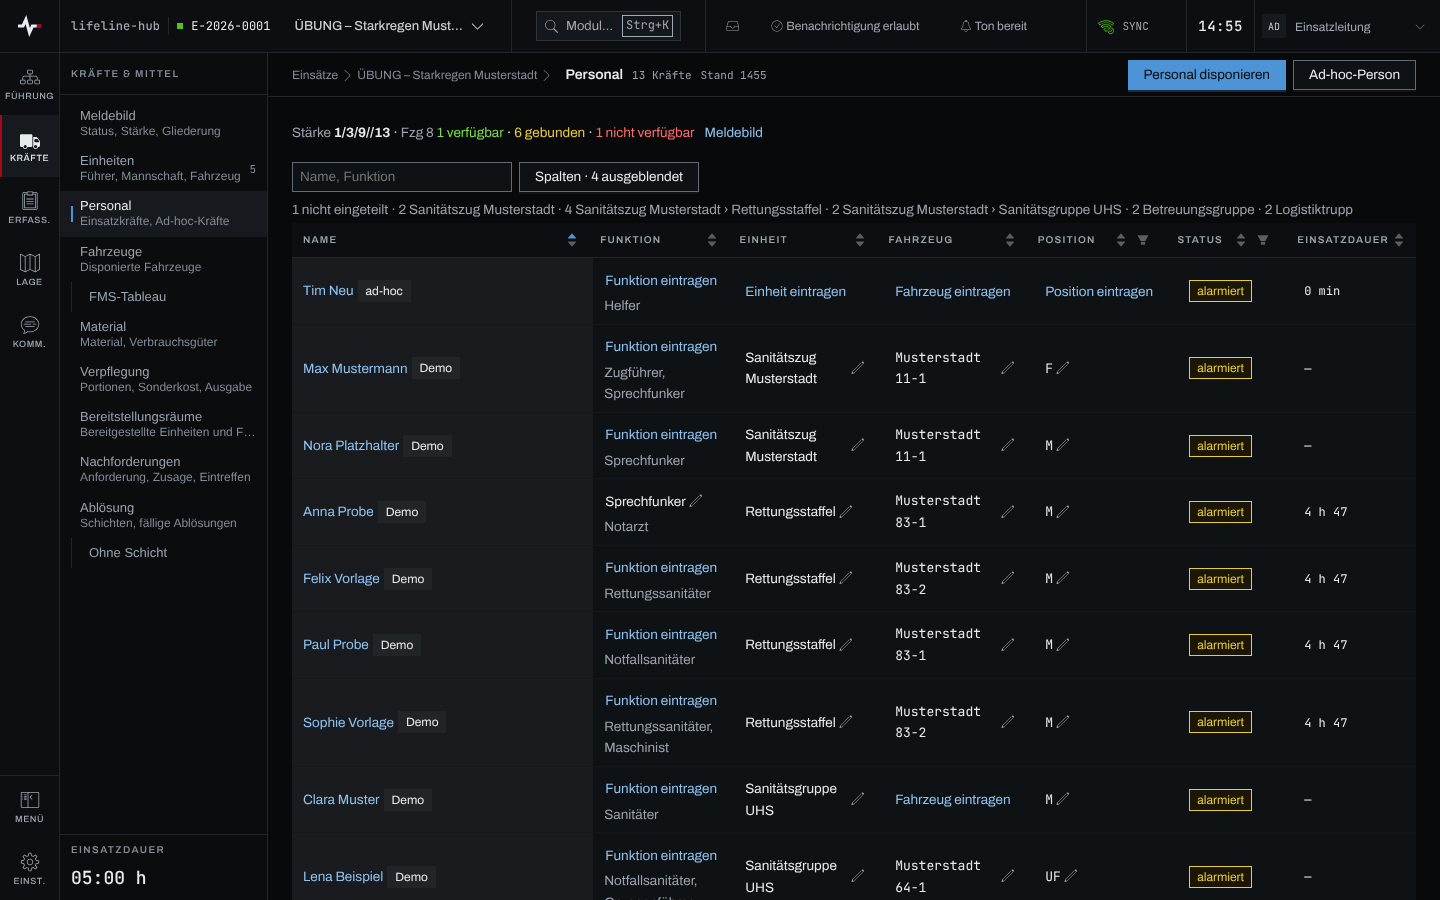 lifeline-hub
E-2026-0001
ÜBUNG – Starkregen Must...
Modul...
Strg+K
Benachrichtigung erlaubt
Ton bereit
SYNC
14:55
AD
Einsatzleitung
FÜHRUNG
KRÄFTE
ERFASS.
LAGE
KOMM.
MENÜ
EINST.
KRÄFTE & MITTEL
Meldebild
Status, Stärke, Gliederung
Einheiten
Führer, Mannschaft, Fahrzeug
5
Personal
Einsatzkräfte, Ad-hoc-Kräfte
Fahrzeuge
Disponierte Fahrzeuge
FMS-Tableau
Material
Material, Verbrauchsgüter
Verpflegung
Portionen, Sonderkost, Ausgabe
Bereitstellungsräume
Bereitgestellte Einheiten und F...
Nachforderungen
Anforderung, Zusage, Eintreffen
Ablösung
Schichten, fällige Ablösungen
Ohne Schicht
EINSATZDAUER
05:00 h
Einsätze
ÜBUNG – Starkregen Musterstadt
Personal
13 Kräfte
Stand 1455
Personal disponieren
Ad-hoc-Person
Stärke 1/3/9//13 · Fzg 8 1 verfügbar · 6 gebunden · 1 nicht verfügbar Meldebild
Name, Funktion
Spalten · 4 ausgeblendet
1 nicht eingeteilt · 2 Sanitätszug Musterstadt · 4 Sanitätszug Musterstadt › Rettungsstaffel · 2 Sanitätszug Musterstadt › Sanitätsgruppe UHS · 2 Betreuungsgruppe · 2 Logistiktrupp
NAME
FUNKTION
EINHEIT
FAHRZEUG
POSITION
STATUS
EINSATZDAUER
Tim Neu
ad-hoc
Funktion eintragen
Helfer
Einheit eintragen
Fahrzeug eintragen
Position eintragen
alarmiert
0 min
Max Mustermann
Demo
Funktion eintragen
Zugführer,
Sprechfunker
Sanitätszug
Musterstadt
Musterstadt
11-1
F
alarmiert
–
Nora Platzhalter
Demo
Funktion eintragen
Sprechfunker
Sanitätszug
Musterstadt
Musterstadt
11-1
M
alarmiert
–
Anna Probe
Demo
Sprechfunker
Notarzt
Rettungsstaffel
Musterstadt
83-1
M
alarmiert
4 h 47
Felix Vorlage
Demo
Funktion eintragen
Rettungssanitäter
Rettungsstaffel
Musterstadt
83-2
M
alarmiert
4 h 47
Paul Probe
Demo
Funktion eintragen
Notfallsanitäter
Rettungsstaffel
Musterstadt
83-1
M
alarmiert
4 h 47
Sophie Vorlage
Demo
Funktion eintragen
Rettungssanitäter,
Maschinist
Rettungsstaffel
Musterstadt
83-2
M
alarmiert
4 h 47
Clara Muster
Demo
Funktion eintragen
Sanitäter
Sanitätsgruppe
UHS
Fahrzeug eintragen
M
alarmiert
–
Lena Beispiel
Demo
Funktion eintragen
Notfallsanitäter,
Sanitätsgruppe
UHS
Musterstadt
64-1
UF
alarmiert
–